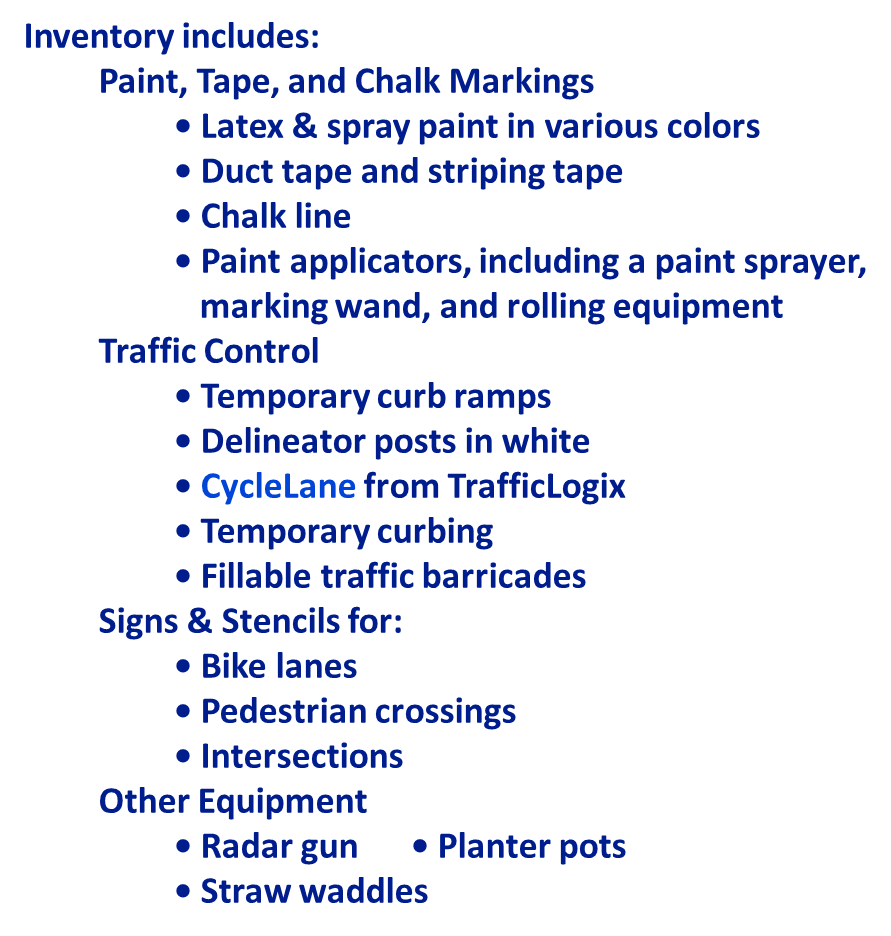 Inventory includes:
Paint, Tape, and Chalk Markings
• Latex & spray paint in various colors
• Duct tape and striping tape
• Chalk line
• Paint applicators, including a paint sprayer,
marking wand, and rolling equipment
Traffic Control
• Temporary curb ramps
• Delineator posts in white
• CycleLane from TrafficLogix
• Temporary curbing
• Fillable traffic barricades
Signs & Stencils for:
• Bike lanes
• Pedestrian crossings
• Intersections
Other Equipment
• Radar gun • Planter pots
• Straw waddles